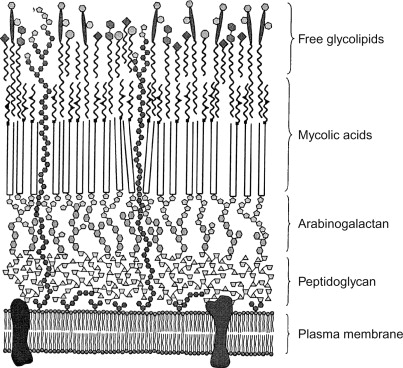 Free glycolipids
Mycolic acids
Arabinogalactan
Peptidoglycan
Plasma membrane